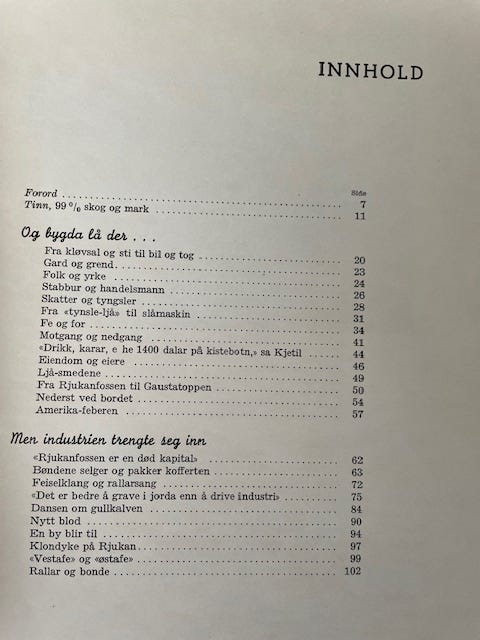 INNHOLD
Side
Forord 7
Tinn, 99 % skog og mark 11
Og bygda lå der . . .
Fra kløvsal og sti til bil og tog 20
Gard og grend 23
Folk og yrke 24
Stabbur og handelsmann 26
Skatter og tyngsler 28
Fra «tynsle-ljå» til slåmaskin 31
Fe og for 34
Motgang og nedgang 41
«Drikk, karar, e he 1400 dalar på kistebotn,» sa Kjetil 44
Eiendom og eiere 46
Ljå-smedene 49
Fra Rjukanfossen til Gaustatoppen 50
Nederst ved bordet 54
Amerika-feberen 57
Men industrien trengte seg inn
«Rjukanfossen er en død kapital» 62
Bøndene selger og pakker kofferten 63
Feiselklang og rallarsang 72
«Det er bedre å grave i jorda enn å drive industri» 75
Dansen om gullkalven 84
Nytt blod 90
En by blir til 94
Klondyke på Rjukan 97
«Vestafe» og «østafe» 99
Rallar og bonde 102